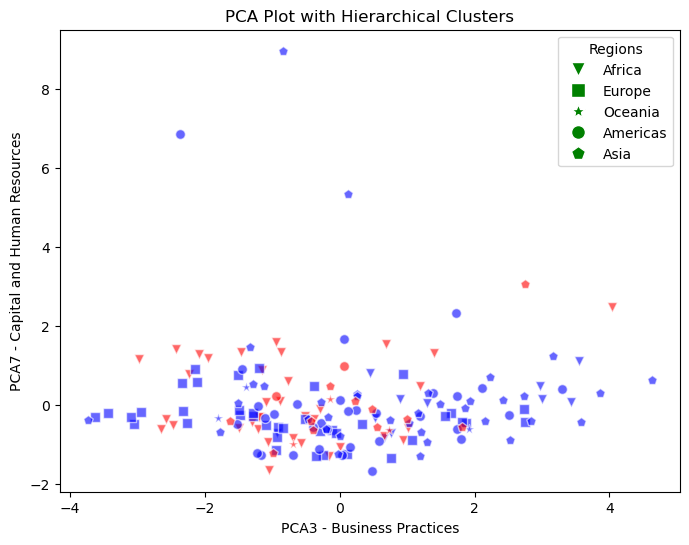 PCA Plot with Hierarchical Clusters
Regions
Africa
Europe
Oceania
Americas
Asia
PCA7 - Capital and Human Resources
8
6
4
2
0
−2
−4
−2
0
2
4
PCA3 - Business Practices